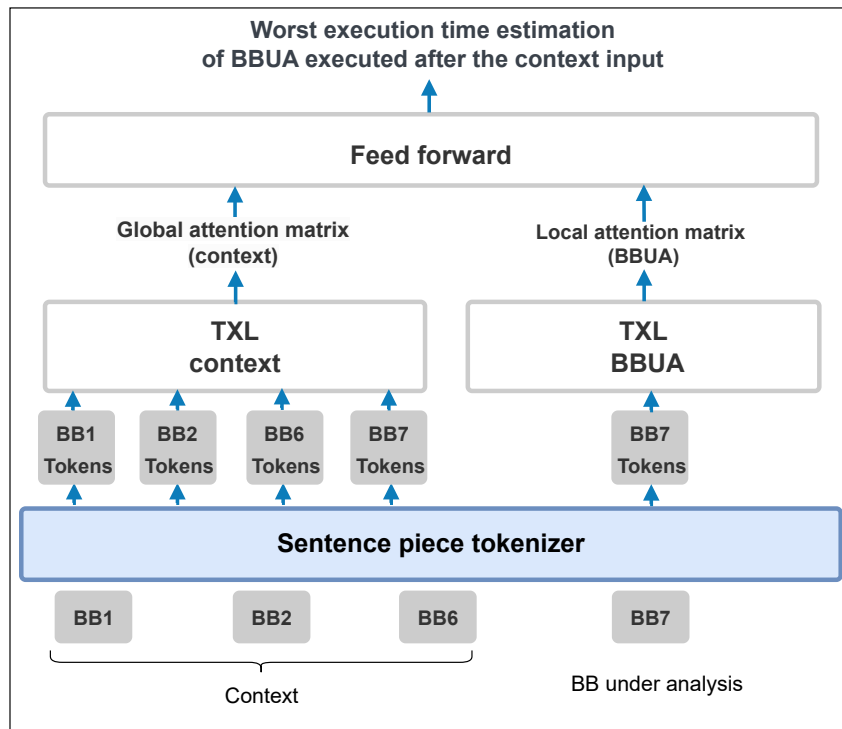 Worst execution time estimation
of BBUA executed after the context input
Feed forward
Global attention matrix
(context)
Local attention matrix
(BBUA)
TXL
context
TXL
BBUA
BB1
Tokens
BB2
Tokens
BB6
Tokens
BB7
Tokens
BB7
Tokens
Sentence piece tokenizer
BB1
BB2
BB6
BB7
Context
BB under analysis